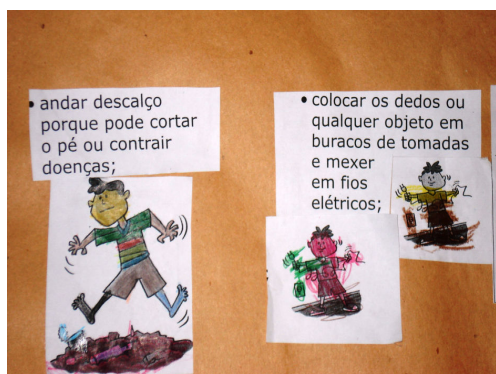 • andar descalço
porque pode cortar
o pé ou contrair
doenças;
• colocar os dedos ou
qualquer objeto em
buracos de tomadas
e mexer
em fios
elétricos;